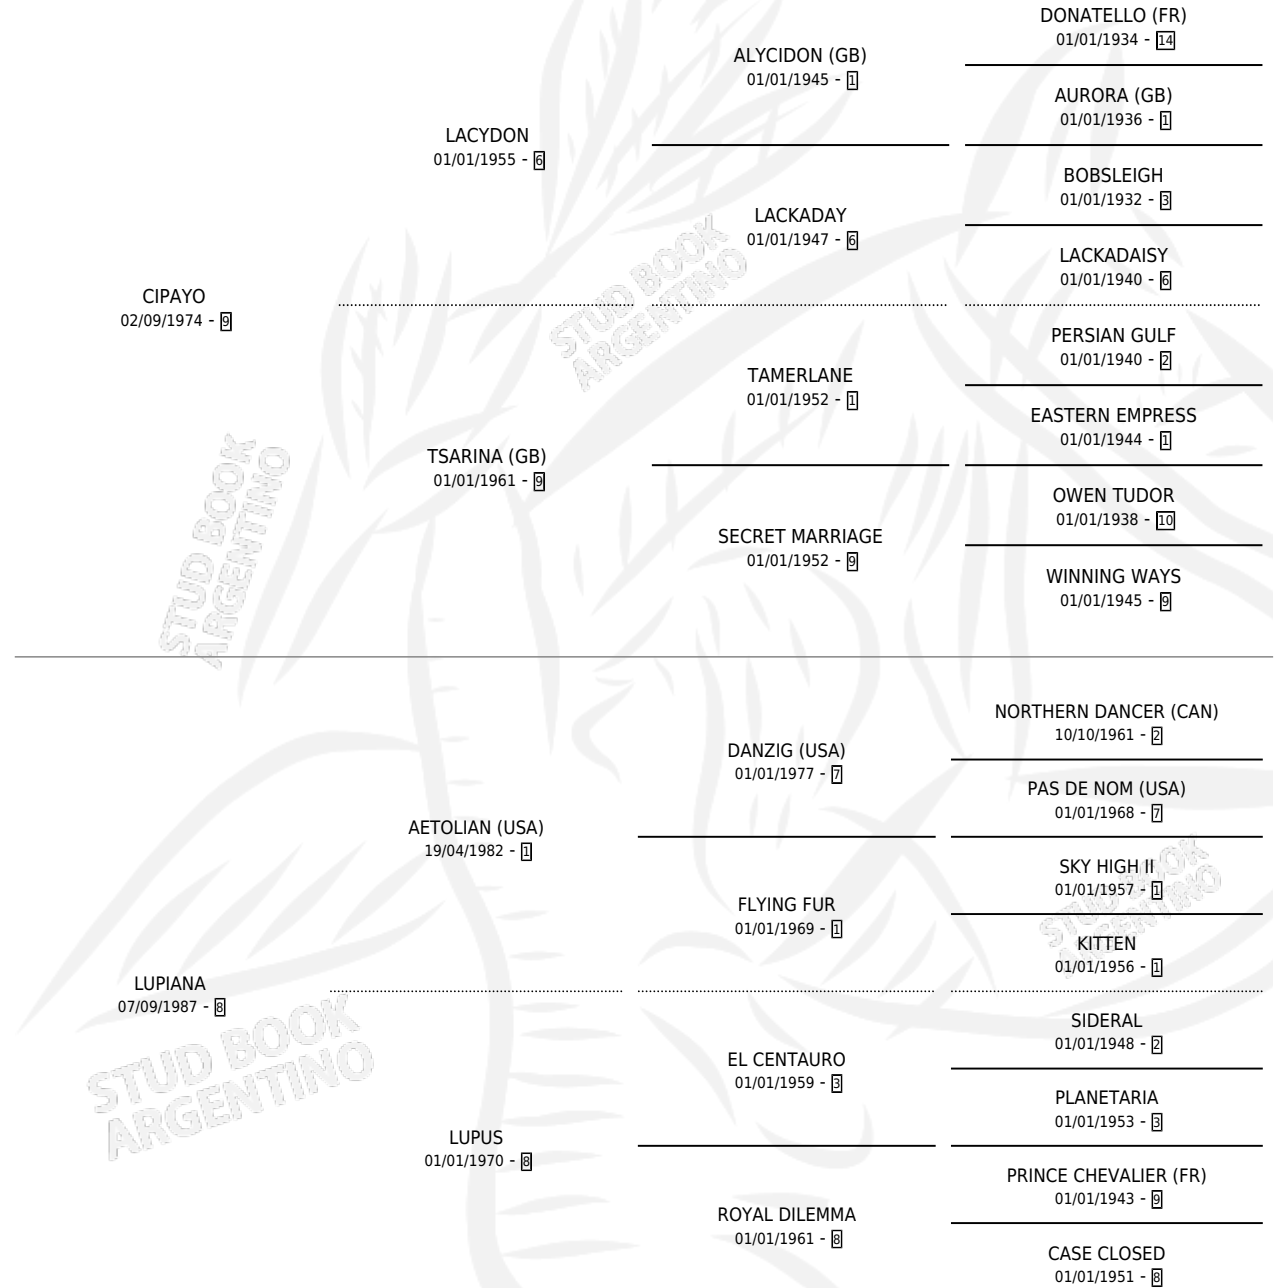 DONATELLO (FR)
01/01/1934 - 14
ALYCIDON (GB)
01/01/1945 - 1
AURORA (GB)
01/01/1936 - 1
LACYDON
01/01/1955 - 6
BOBSLEIGH
01/01/1932 - 3
LACKADAY
01/01/1947 - 6
LACKADAISY
01/01/1940 - 6
CIPAYO
02/09/1974 - 9
PERSIAN GULF
01/01/1940 - 2
TAMERLANE
01/01/1952 - 1
EASTERN EMPRESS
01/01/1944 - 1
TSARINA (GB)
01/01/1961 - 9
OWEN TUDOR
01/01/1938 - 10
SECRET MARRIAGE
01/01/1952 - 9
WINNING WAYS
01/01/1945 - 9
STUD BOOK
ARGENTINO
STUD BOOK
ARGENTINO
NORTHERN DANCER (CAN)
10/10/1961 - 2
DANZIG (USA)
01/01/1977 - 7
PAS DE NOM (USA)
01/01/1968 - 7
AETOLIAN (USA)
19/04/1982 - 1
SKY HIGH II
01/01/1957 - 1
FLYING FUR
01/01/1969 - 1
KITTEN
01/01/1956 - 1
STUD BOOK
ARGENTINO
LUPIANA
07/09/1987 - 8
SIDERAL
01/01/1948 - 2
EL CENTAURO
01/01/1959 - 3
PLANETARIA
01/01/1953 - 3
STUD BOOK
ARGENTINO
LUPUS
01/01/1970 - 8
PRINCE CHEVALIER (FR)
01/01/1943 - 9
ROYAL DILEMMA
01/01/1961 - 8
CASE CLOSED
01/01/1951 - 8